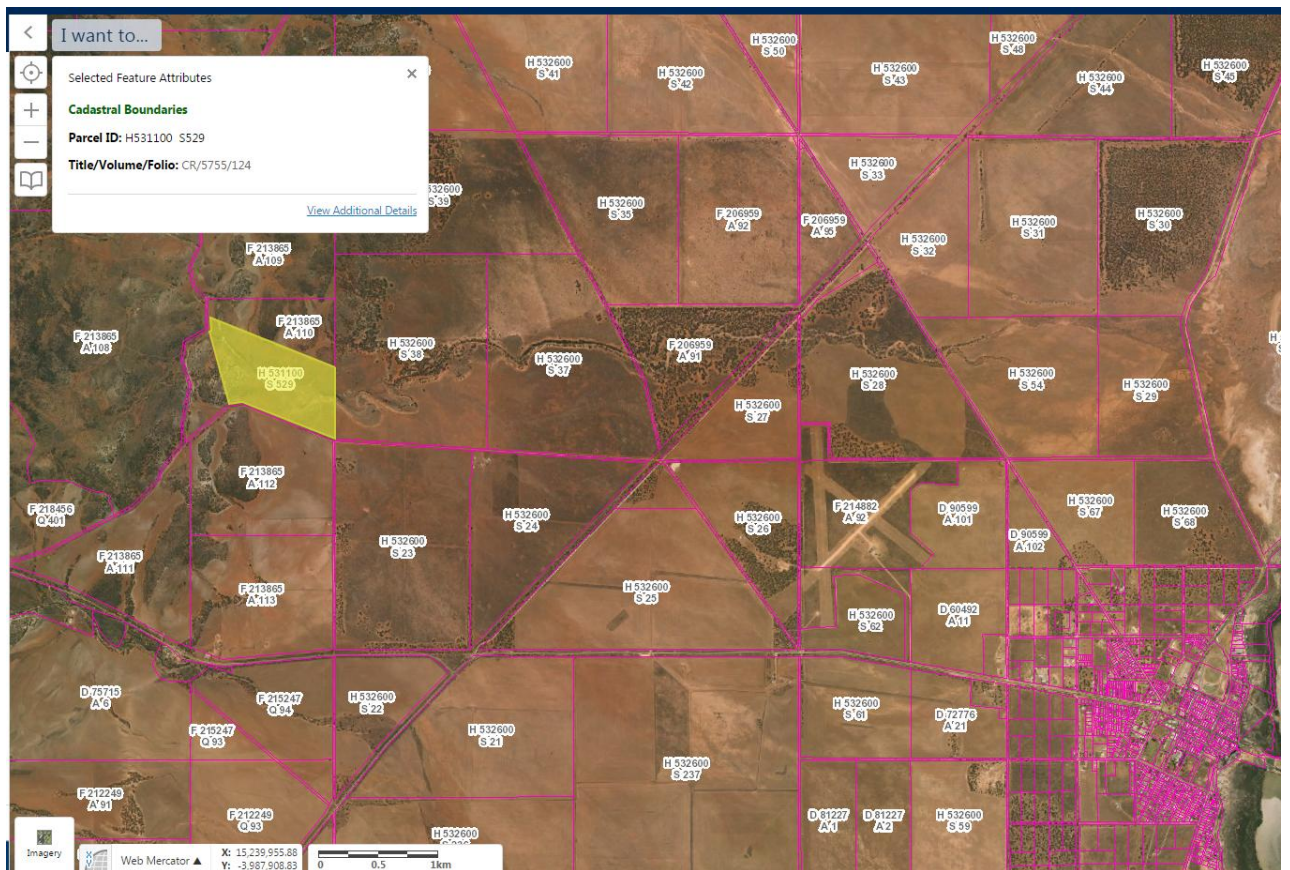 I want to...
Selected Feature Attributes
Cadastral Boundaries
Parcel ID: H531100 S529
Title/Volume/Folio: CR/5755/124
View Additional Details
H 532600
S 50
H 532600
S 48
H 532600
S 41
H 532600
S 42
H 532600
S 43
H 532600
S 44
H 532600
S 45
532600
S 39
H 532600
S 33
H 532600
S 35
F 206959
A 92
F 206959
A 95
H 532600
S 32
H 532600
S 31
H 532600
S 30
F 213865
A 109
F 213865
A 108
F 213865
A 110
H 532600
S 38
H 532600
S 37
F 206959
A 91
H 531100
S 529
H 532600
S 28
H 532600
S 54
H 532600
S 29
H 532600
S 27
F 213865
A 112
F 218456
Q 401
H 532600
S 24
H 532600
S 23
H 532600
S 26
F 214882
A 92
D 90599
A 101
H 532600
S 67
H 532600
S 68
D 90599
A 102
F 213865
A 111
F 213865
A 113
H 532600
S 25
H 532600
S 62
D 60492
A 11
D 75715
A 6
F 215247
Q 94
H 532600
S 22
F 215247
Q 93
H 532600
S 21
H 532600
S 61
D 72776
A 21
H 532600
S 237
F 212249
A 91
F 212249
Q 93
D 81227
A 1
D 81227
A 2
H 532600
S 59
H 532600
Imagery
Web Mercator
X: 15,239,955.88
Y: -3,987,908.83
0 0.5 1km